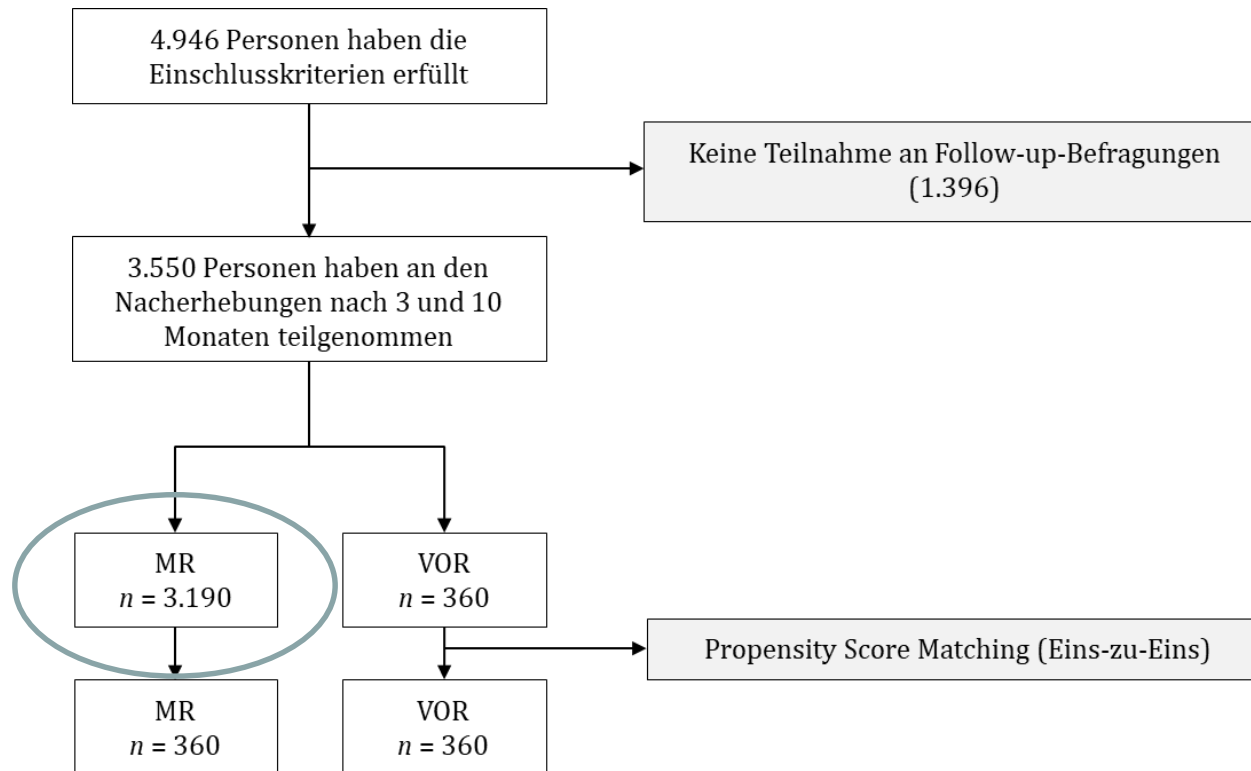 4.946 Personen haben die
Einschlusskriterien erfüllt
Keine Teilnahme an Follow-up-Befragungen
(1.396)
3.550 Personen haben an den
Nacherhebungen nach 3 und 10
Monaten teilgenommen
MR
n = 3.190
VOR
n = 360
Propensity Score Matching (Eins-zu-Eins)
MR
n = 360
VOR
n = 360